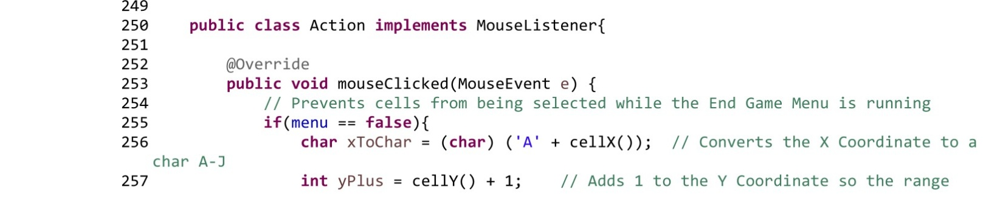 249
250 public class Action implements MouseListener{
251
252 @Override
253 public void mouseClicked(MouseEvent e) {
254 // Prevents cells from being selected while the End Game Menu is running
255 if(menu == false){
256 char xToChar = (char) ('A' + cellX()); // Converts the X Coordinate to a
char A-J
257 int yPlus = cellY() + 1; // Adds 1 to the Y Coordinate so the range